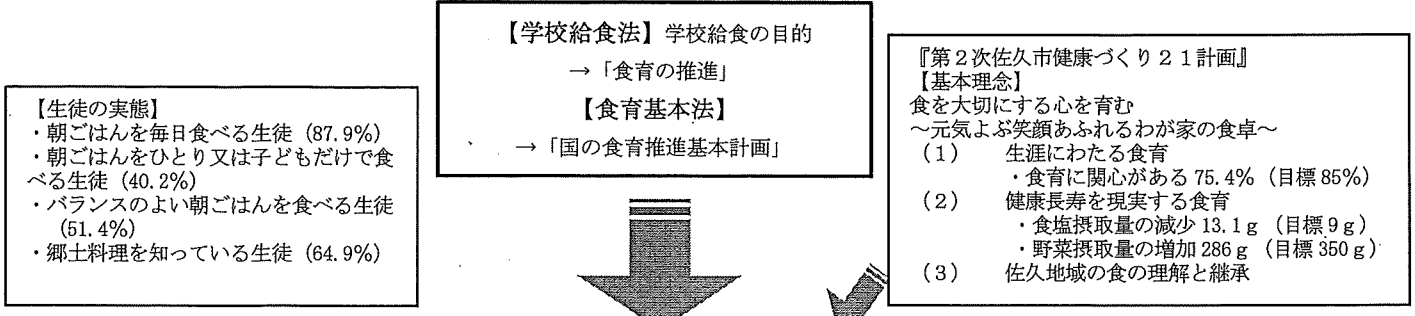 【学校給食法】学校給食の目的
→「食育の推進」
【食育基本法】
→「国の食育推進基本計画」
【生徒の実態】
・朝ごはんを毎日食べる生徒 (87.9%)
・朝ごはんをひとり又は子どもだけで食
べる生徒 (40.2%)
・バランスのよい朝ごはんを食べる生徒
(51.4%)
・郷土料理を知っている生徒 (64.9%)
『第2次佐久市健康づくり21計画』
【基本理念】
食を大切にする心を育む
～元気よぶ笑顔あふれるわが家の食卓～
(1) 生涯にわたる食育
・食育に関心がある 75.4% (目標 85%)
(2) 健康長寿を現実する食育
・食塩摂取量の減少 13.1g (目標 9g)
・野菜摂取量の増加 286g (目標 350g)
(3) 佐久地域の食の理解と継承